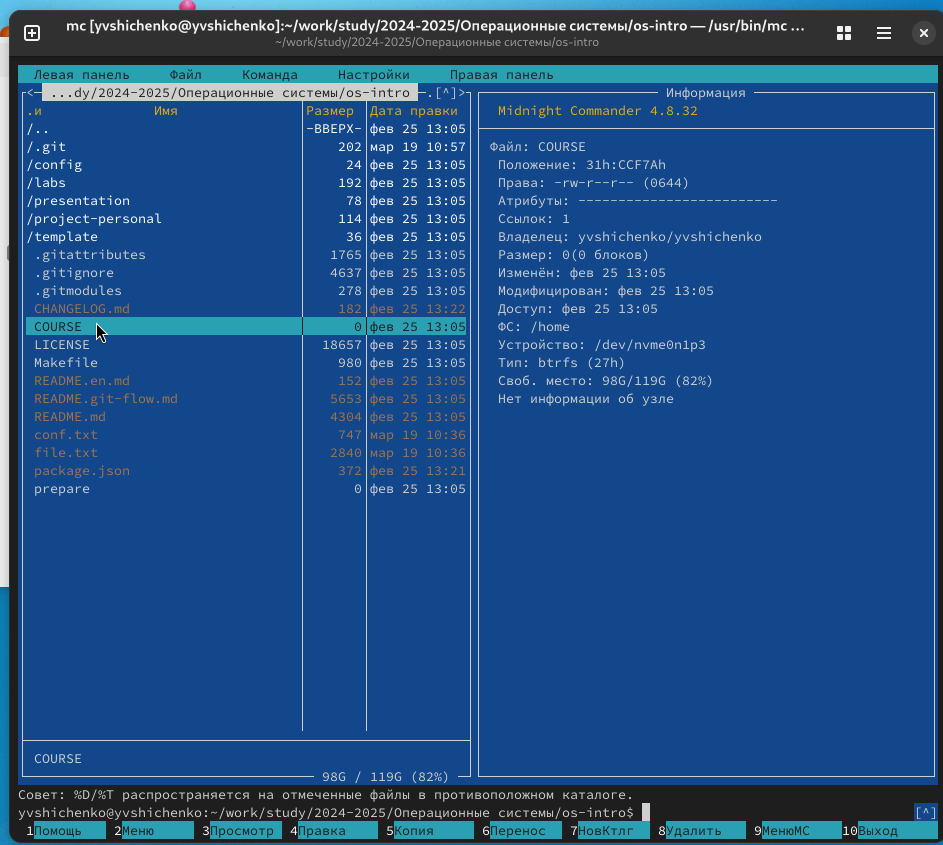 mc [yvshichenko@yvshichenko]:~/work/study/2024-2025/Операционные системы/os-intro — /usr/bin/mc ...
~/work/study/2024-2025/Операционные системы/os-intro
Левая панель Файл Команда Настройки Правая панель
<— ...dy/2024-2025/Операционные системы/os-intro —.[^]>
.и Имя Размер Дата правки
/.. -ВВЕРХ- фев 25 13:05
/.git 202 мар 19 10:57
/config 24 фев 25 13:05
/labs 192 фев 25 13:05
/presentation 78 фев 25 13:05
/project-personal 114 фев 25 13:05
/template 36 фев 25 13:05
.gitattributes 1765 фев 25 13:05
.gitignore 4637 фев 25 13:05
.gitmodules 278 фев 25 13:05
CHANGELOG.md 182 фев 25 13:22
COURSE 0 фев 25 13:05
LICENSE 18657 фев 25 13:05
Makefile 980 фев 25 13:05
README.en.md 152 фев 25 13:05
README.git-flow.md 5653 фев 25 13:05
README.md 4304 фев 25 13:05
conf.txt 747 мар 19 10:36
file.txt 2840 мар 19 10:36
package.json 372 фев 25 13:21
prepare 0 фев 25 13:05
COURSE
98G / 119G (82%)
Информация
Midnight Commander 4.8.32
Файл: COURSE
Положение: 31h:CCF7Ah
Права: -rw-r--r-- (0644)
Атрибуты: -------------------------
Ссылок: 1
Владелец: yvshichenko/yvshichenko
Размер: 0(0 блоков)
Изменён: фев 25 13:05
Модифицирован: фев 25 13:05
Доступ: фев 25 13:05
ФС: /home
Устройство: /dev/nvme0n1p3
Тип: btrfs (27h)
Своб. место: 98G/119G (82%)
Нет информации об узле
Совет: %D/%T распространяется на отмеченные файлы в противоположном каталоге.
yvshichenko@yvshichenko:~/work/study/2024-2025/Операционные системы/os-intro$ [^]
1Помощь 2Меню 3Просмотр 4Правка 5Копия 6Перенос 7НовКтлг 8Удалить 9МенюMC 10Выход